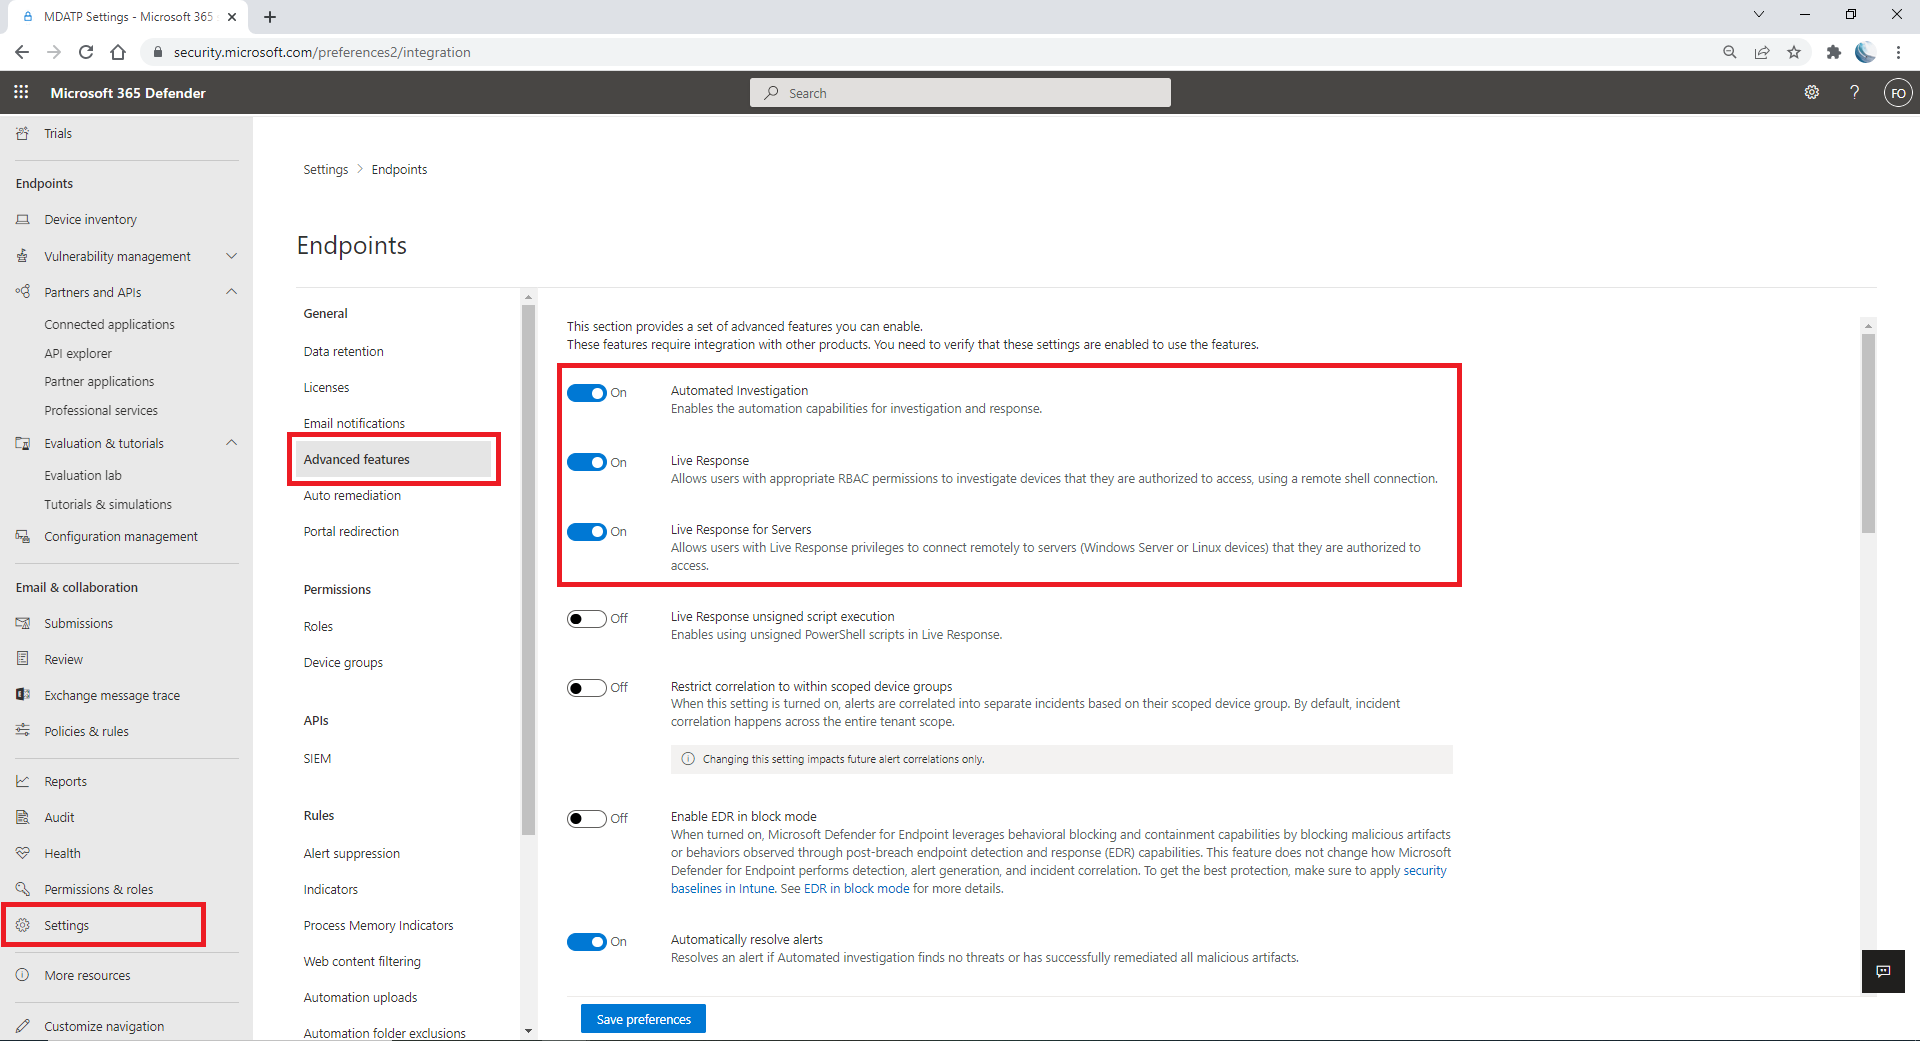 MDATP Settings - Microsoft 365
security.microsoft.com/preferences2/integration
Microsoft 365 Defender
Search
?
FO
Trials
Endpoints
Device inventory
Vulnerability management
Partners and APIs
Connected applications
API explorer
Partner applications
Professional services
Evaluation & tutorials
Evaluation lab
Tutorials & simulations
Configuration management
Email & collaboration
Submissions
Review
Exchange message trace
Policies & rules
Reports
Audit
Health
Permissions & roles
Settings
More resources
Customize navigation
Settings > Endpoints
Endpoints
General
Data retention
Licenses
Email notifications
Advanced features
Auto remediation
Portal redirection
Permissions
Roles
Device groups
APIs
SIEM
Rules
Alert suppression
Indicators
Process Memory Indicators
Web content filtering
Automation uploads
Automation folder exclusions
This section provides a set of advanced features you can enable.
These features require integration with other products. You need to verify that these settings are enabled to use the features.
On
Automated Investigation
Enables the automation capabilities for investigation and response.
On
Live Response
Allows users with appropriate RBAC permissions to investigate devices that they are authorized to access, using a remote shell connection.
On
Live Response for Servers
Allows users with Live Response privileges to connect remotely to servers (Windows Server or Linux devices) that they are authorized to
access.
Off
Live Response unsigned script execution
Enables using unsigned PowerShell scripts in Live Response.
Off
Restrict correlation to within scoped device groups
When this setting is turned on, alerts are correlated into separate incidents based on their scoped device group. By default, incident
correlation happens across the entire tenant scope.
Changing this setting impacts future alert correlations only.
Off
Enable EDR in block mode
When turned on, Microsoft Defender for Endpoint leverages behavioral blocking and containment capabilities by blocking malicious artifacts
or behaviors observed through post-breach endpoint detection and response (EDR) capabilities. This feature does not change how Microsoft
Defender for Endpoint performs detection, alert generation, and incident correlation. To get the best protection, make sure to apply security
baselines in Intune. See EDR in block mode for more details.
On
Automatically resolve alerts
Resolves an alert if Automated investigation finds no threats or has successfully remediated all malicious artifacts.
Save preferences